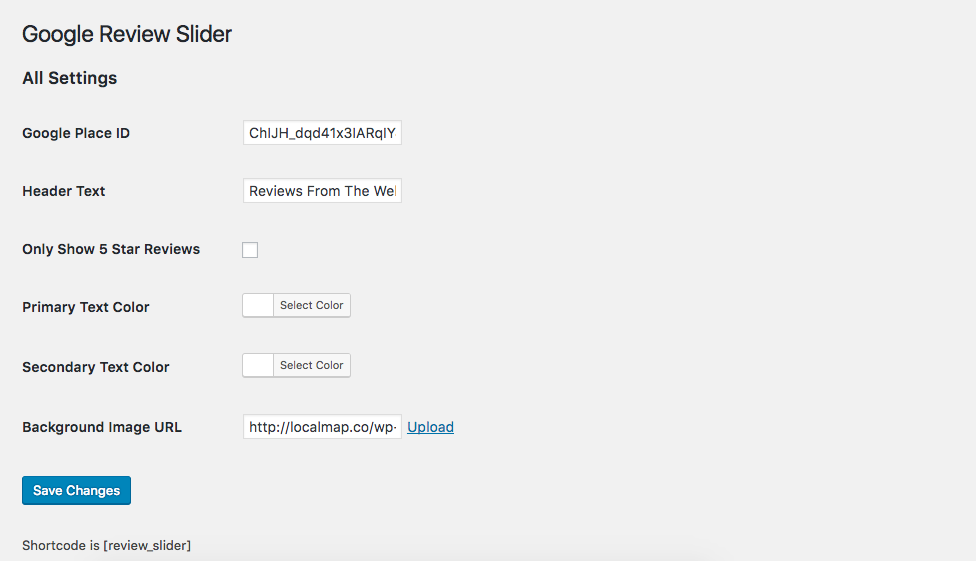 Google Review Slider
All Settings
Google Place ID ChIJH_dqd41x3IARqIY
Header Text Reviews From The We
Only Show 5 Star Reviews
Primary Text Color Select Color
Secondary Text Color Select Color
Background Image URL http://localmap.co/wp- Upload
Save Changes
Shortcode is [review_slider]